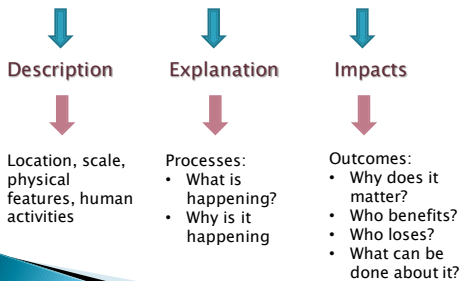 Description
Explanation
Impacts
Location, scale,
physical
features, human
activities
Processes:
• What is
happening?
• Why is it
happening
Outcomes:
• Why does it
matter?
• Who benefits?
• Who loses?
• What can be
done about it?